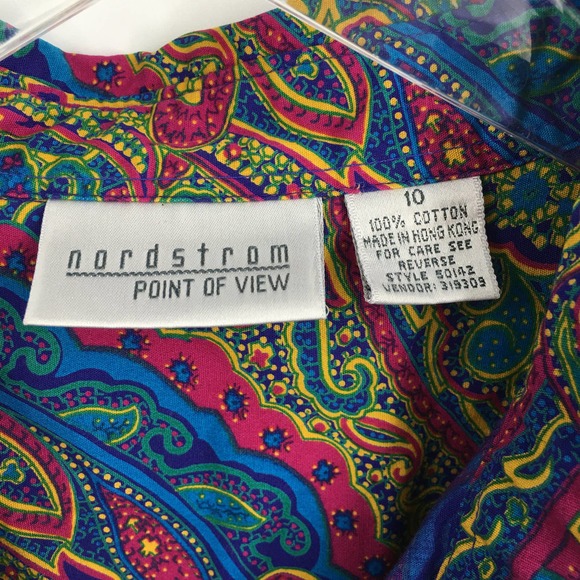 nordstrom
POINT OF VIEW
10
100% COTTON
MADE IN HONG KONG
FOR CARE SEE
REVERSE
STYLE 50142
VENDOR: 319309